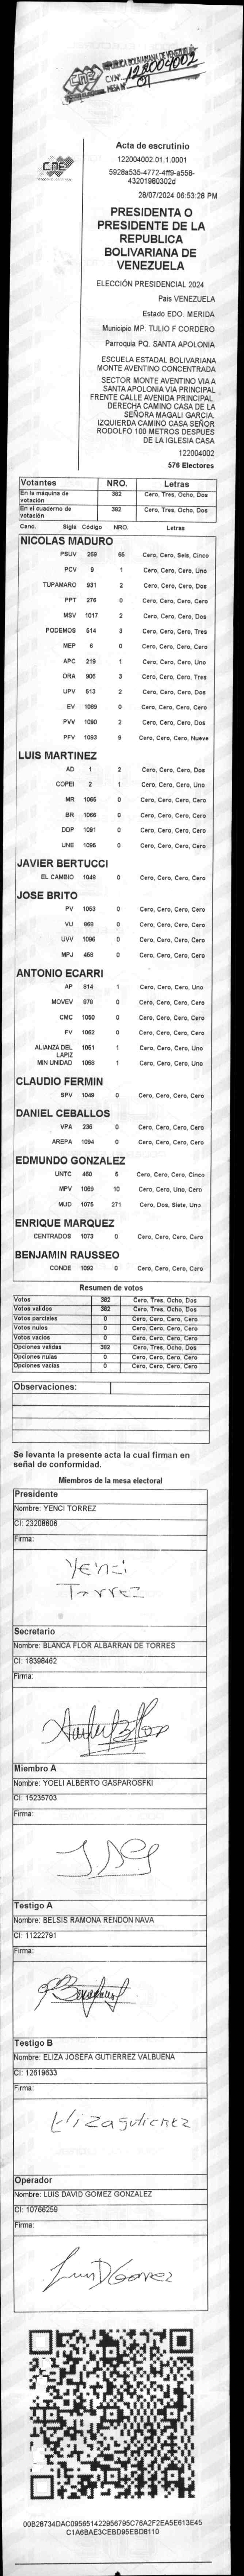 CNE
REPÚBLICA BOLIVARIANA DE VENEZUELA
CVN° 122004002
MESA N° 01
CNE
Acta de escrutinio
122004002.01.1.0001
5928a535-4772-4ff9-a558-
43201980302d
28/07/2024 06:53:28 PM
PRESIDENTA O
PRESIDENTE DE LA
REPUBLICA
BOLIVARIANA DE
VENEZUELA
ELECCIÓN PRESIDENCIAL 2024
País VENEZUELA
Estado EDO. MERIDA
Municipio MP. TULIO F CORDERO
Parroquia PQ. SANTA APOLONIA
ESCUELA ESTADAL BOLIVARIANA
MONTE AVENTINO CONCENTRADA
SECTOR MONTE AVENTINO VIA A
SANTA APOLONIA VIA PRINCIPAL
FRENTE CALLE AVENIDA PRINCIPAL.
DERECHA CAMINO CASA DE LA
SEÑORA MAGALI GARCIA.
IZQUIERDA CAMINO CASA SEÑOR
RODOLFO 100 METROS DESPUES
DE LA IGLESIA CASA
122004002
576 Electores
Votantes NRO. Letras
En la máquina de votación 382 Cero, Tres, Ocho, Dos
En el cuaderno de votación 382 Cero, Tres, Ocho, Dos
Cand. Sigla Código NRO. Letras
NICOLAS MADURO
PSUV 269 65 Cero, Cero, Seis, Cinco
PCV 9 1 Cero, Cero, Cero, Uno
TUPAMARO 931 2 Cero, Cero, Cero, Dos
PPT 276 0 Cero, Cero, Cero, Cero
MSV 1017 2 Cero, Cero, Cero, Dos
PODEMOS 514 3 Cero, Cero, Cero, Tres
MEP 6 0 Cero, Cero, Cero, Cero
APC 219 1 Cero, Cero, Cero, Uno
ORA 906 3 Cero, Cero, Cero, Tres
UPV 513 2 Cero, Cero, Cero, Dos
EV 1089 0 Cero, Cero, Cero, Cero
PVV 1090 2 Cero, Cero, Cero, Dos
PFV 1093 9 Cero, Cero, Cero, Nueve
LUIS MARTINEZ
AD 1 2 Cero, Cero, Cero, Dos
COPEI 2 1 Cero, Cero, Cero, Uno
MR 1065 0 Cero, Cero, Cero, Cero
BR 1066 0 Cero, Cero, Cero, Cero
DDP 1091 0 Cero, Cero, Cero, Cero
UNE 1095 0 Cero, Cero, Cero, Cero
JAVIER BERTUCCI
EL CAMBIO 1048 0 Cero, Cero, Cero, Cero
JOSE BRITO
PV 1053 0 Cero, Cero, Cero, Cero
VU 869 0 Cero, Cero, Cero, Cero
UVV 1096 0 Cero, Cero, Cero, Cero
MPJ 456 0 Cero, Cero, Cero, Cero
ANTONIO ECARRI
AP 814 1 Cero, Cero, Cero, Uno
MOVEV 879 0 Cero, Cero, Cero, Cero
CMC 1050 0 Cero, Cero, Cero, Cero
FV 1062 0 Cero, Cero, Cero, Cero
ALIANZA DEL LAPIZ 1051 1 Cero, Cero, Cero, Uno
MIN UNIDAD 1068 1 Cero, Cero, Cero, Uno
CLAUDIO FERMIN
SPV 1049 0 Cero, Cero, Cero, Cero
DANIEL CEBALLOS
VPA 236 0 Cero, Cero, Cero, Cero
AREPA 1094 0 Cero, Cero, Cero, Cero
EDMUNDO GONZALEZ
UNTC 460 5 Cero, Cero, Cero, Cinco
MPV 1069 10 Cero, Cero, Uno, Cero
MUD 1075 271 Cero, Dos, Siete, Uno
ENRIQUE MARQUEZ
CENTRADOS 1073 0 Cero, Cero, Cero, Cero
BENJAMIN RAUSSEO
CONDE 1092 0 Cero, Cero, Cero, Cero
Resumen de votos
Votos 382 Cero, Tres, Ocho, Dos
Votos validos 382 Cero, Tres, Ocho, Dos
Votos parciales 0 Cero, Cero, Cero, Cero
Votos nulos 0 Cero, Cero, Cero, Cero
Votos vacios 0 Cero, Cero, Cero, Cero
Opciones validas 382 Cero, Tres, Ocho, Dos
Opciones nulas 0 Cero, Cero, Cero, Cero
Opciones vacias 0 Cero, Cero, Cero, Cero
Observaciones:
Se levanta la presente acta la cual firman en
señal de conformidad.
Miembros de la mesa electoral
Presidente
Nombre: YENCI TORREZ
CI: 23208606
Firma:
Yenci
Torrez
Secretario
Nombre: BLANCA FLOR ALBARRAN DE TORRES
CI: 18398462
Firma:
Miembro A
Nombre: YOELI ALBERTO GASPAROSFKI
CI: 15235703
Firma:
Testigo A
Nombre: BELSIS RAMONA RENDON NAVA
CI: 11222791
Firma:
Testigo B
Nombre: ELIZA JOSEFA GUTIERREZ VALBUENA
CI: 12619633
Firma:
Eliza gutierrez
Operador
Nombre: LUIS DAVID GOMEZ GONZALEZ
CI: 10766259
Firma:
Luis D Gomez
00B28734DAC095651422956795C76A2F2EA5E613E45
C1A6BAE3CEBD95EBD8110